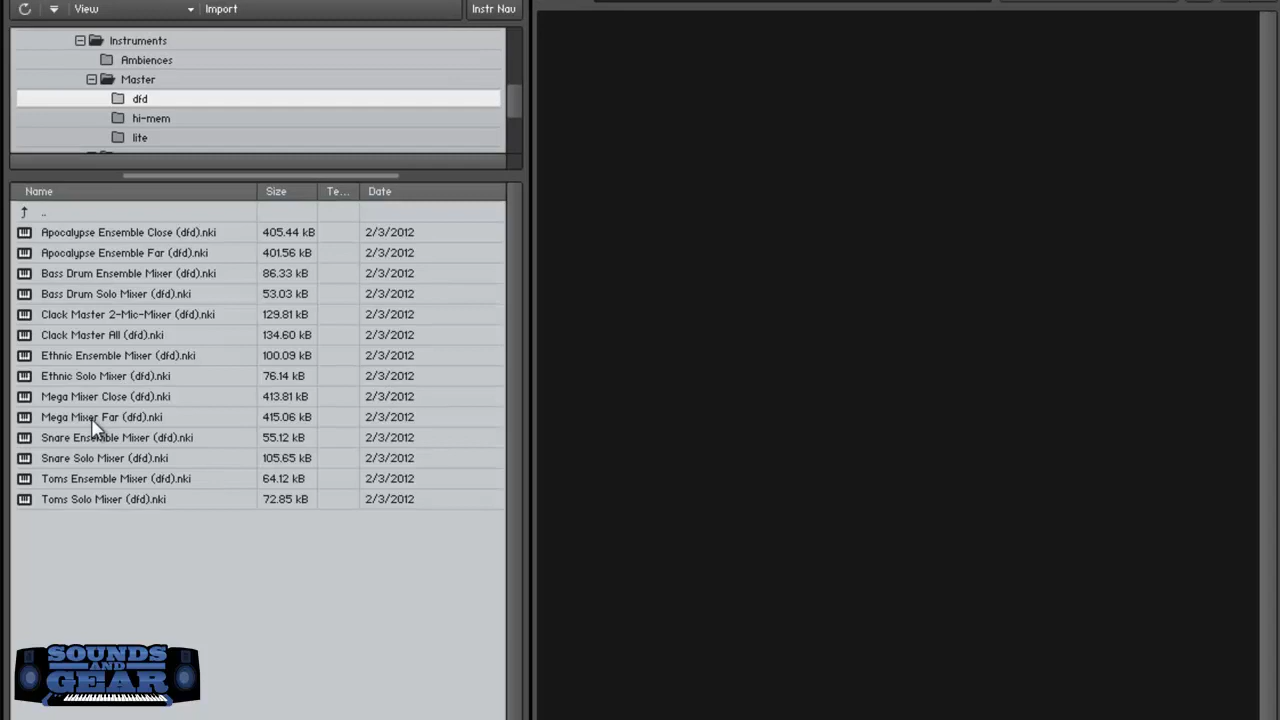 View Import Instr Nav
Instruments
Ambiences
Master
dfd
hi-mem
lite
Name Size Te... Date
..
Apocalypse Ensemble Close (dfd).nki 405.44 kB 2/3/2012
Apocalypse Ensemble Far (dfd).nki 401.56 kB 2/3/2012
Bass Drum Ensemble Mixer (dfd).nki 86.33 kB 2/3/2012
Bass Drum Solo Mixer (dfd).nki 53.03 kB 2/3/2012
Clack Master 2-Mic-Mixer (dfd).nki 129.81 kB 2/3/2012
Clack Master All (dfd).nki 134.60 kB 2/3/2012
Ethnic Ensemble Mixer (dfd).nki 100.09 kB 2/3/2012
Ethnic Solo Mixer (dfd).nki 76.14 kB 2/3/2012
Mega Mixer Close (dfd).nki 413.81 kB 2/3/2012
Mega Mixer Far (dfd).nki 415.06 kB 2/3/2012
Snare Ensemble Mixer (dfd).nki 55.12 kB 2/3/2012
Snare Solo Mixer (dfd).nki 105.65 kB 2/3/2012
Toms Ensemble Mixer (dfd).nki 64.12 kB 2/3/2012
Toms Solo Mixer (dfd).nki 72.85 kB 2/3/2012
SOUNDS
AND
GEAR